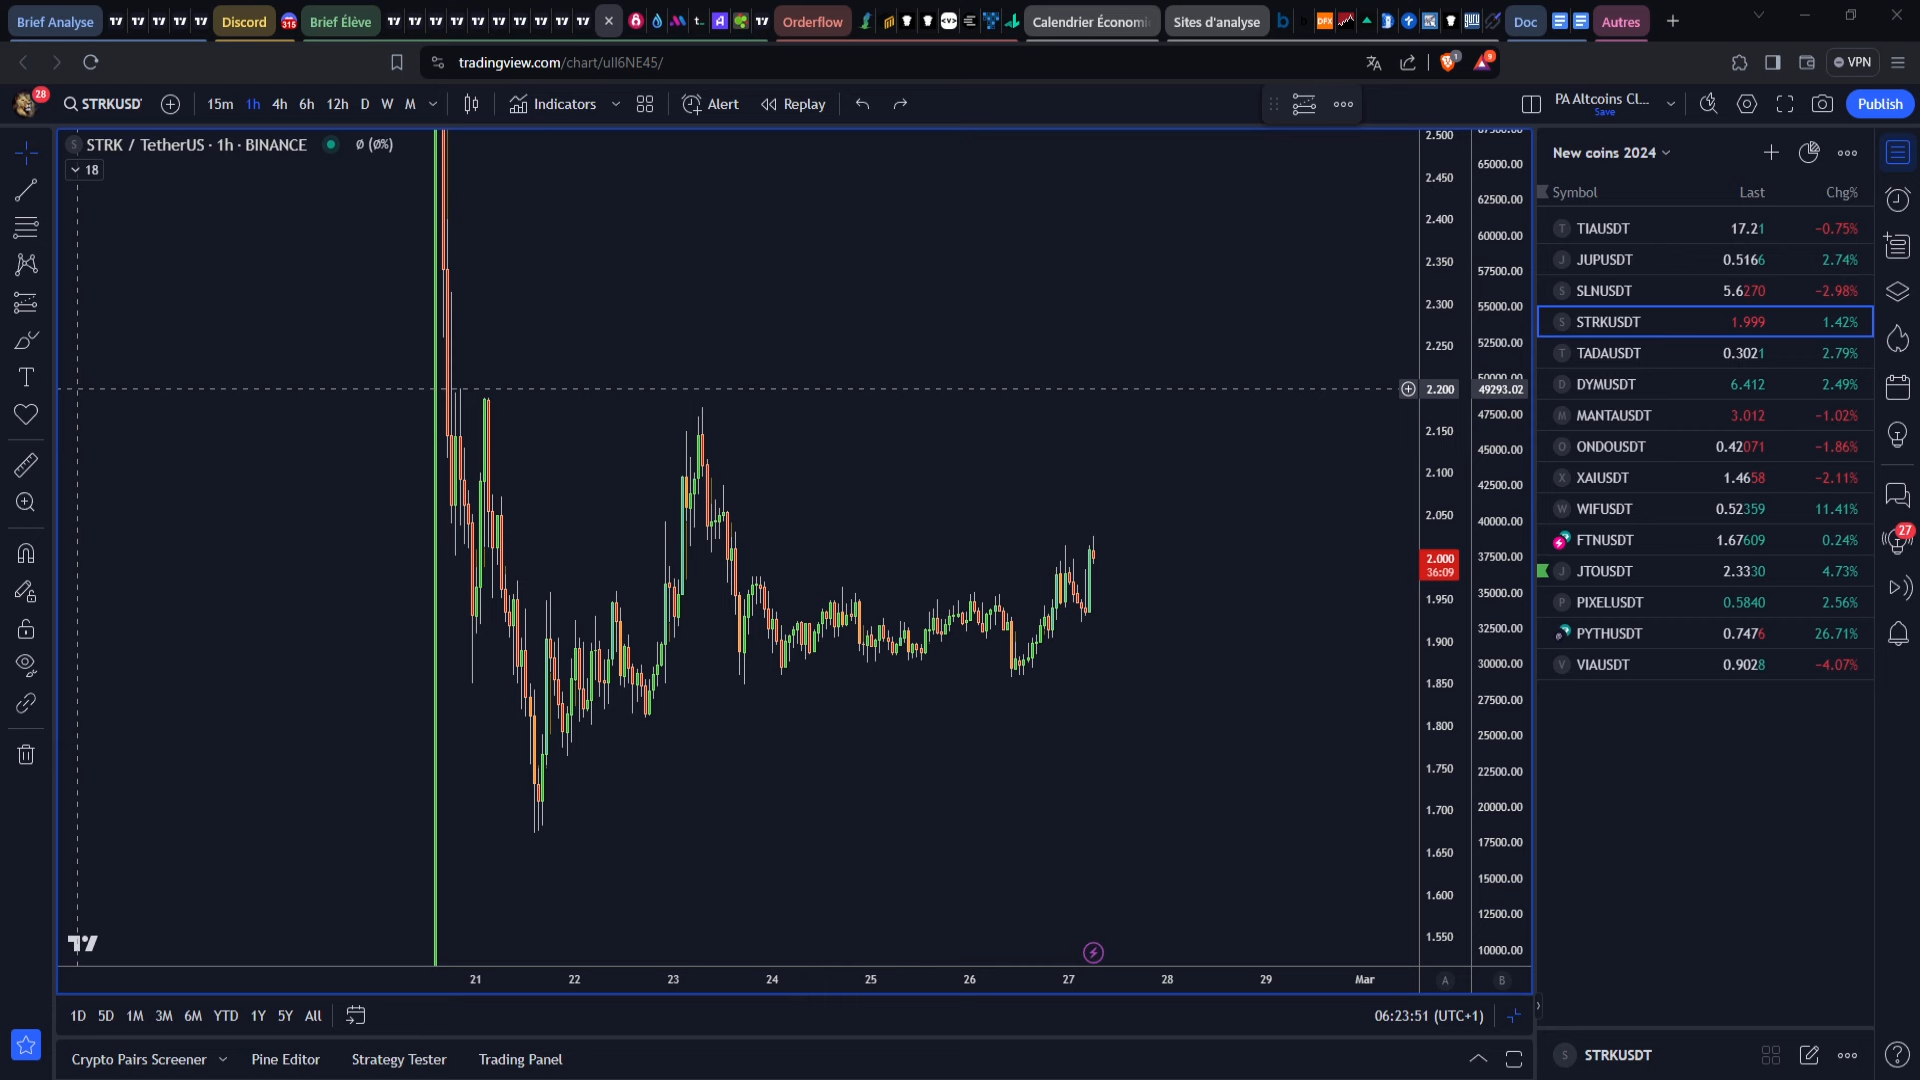 Brief Analyse
Discord
315
Brief Élève
Orderflow
Calendrier Économi
Sites d'analyse
DFX
Doc
Autres
tradingview.com/chart/uII6NE45/
1
9
VPN
28
STRKUSD
15m 1h 4h 6h 12h D W M
Indicators
Alert
Replay
PA Altcoins Cl...
Save
Publish
STRK / TetherUS · 1h · BINANCE
Ø (Ø%)
18
2.500
2.450 65000.00
2.400 62500.00
60000.00
2.350 57500.00
2.300 55000.00
2.250 52500.00
50000.00
2.200 49293.02
2.150 47500.00
45000.00
2.100 42500.00
2.050 40000.00
2.000 37500.00
36:09
1.950 35000.00
1.900 32500.00
30000.00
1.850 27500.00
1.800 25000.00
1.750 22500.00
1.700 20000.00
17500.00
1.650 15000.00
1.600 12500.00
1.550 10000.00
21 22 23 24 25 26 27 28 29 Mar A B
1D 5D 1M 3M 6M YTD 1Y 5Y All
06:23:51 (UTC+1)
Crypto Pairs Screener Pine Editor Strategy Tester Trading Panel
New coins 2024
Symbol Last Chg%
T TIAUSDT 17.21 −0.75%
J JUPUSDT 0.5166 2.74%
S SLNUSDT 5.6270 −2.98%
S STRKUSDT 1.999 1.42%
T TADAUSDT 0.3021 2.79%
D DYMUSDT 6.412 2.49%
M MANTAUSDT 3.012 −1.02%
O ONDOUSDT 0.42071 −1.86%
X XAIUSDT 1.4658 −2.11%
W WIFUSDT 0.52359 11.41%
FTNUSDT 1.67609 0.24%
J JTOUSDT 2.3330 4.73%
P PIXELUSDT 0.5840 2.56%
PYTHUSDT 0.7476 26.71%
V VIAUSDT 0.9028 −4.07%
27
S STRKUSDT